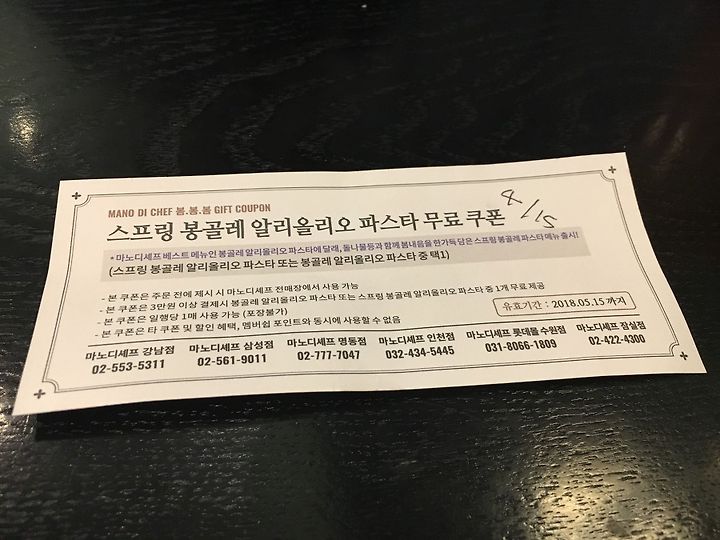 MANO DI CHEF 봄.봄.봄 GIFT COUPON
스프링 봉골레 알리올리오 파스타 무료 쿠폰
8/15
* 마노디셰프 베스트 메뉴인 봉골레 알리올리오 파스타에 달래, 돌나물등과 함께 봄내음을 한가득 담은 스프링 봉골레 파스타 메뉴 출시!
(스프링 봉골레 알리올리오 파스타 또는 봉골레 알리올리오 파스타 중 택1)
- 본 쿠폰은 주문 전에 제시 시 마노디셰프 전매장에서 사용 가능
- 본 쿠폰은 3만원 이상 결제시 봉골레 알리올리오 파스타 또는 스프링 봉골레 알리올리오 파스타 중 1개 무료 제공
- 본 쿠폰은 일행당 1매 사용 가능 (포장불가)
- 본 쿠폰은 타 쿠폰 및 할인 혜택, 멤버쉽 포인트와 동시에 사용할 수 없음
유효기간 : 2018.05.15 까지
마노디셰프 강남점 마노디셰프 삼성점 마노디셰프 명동점 마노디셰프 인천점 마노디셰프 롯데몰 수원점 마노디셰프 잠실점
02-553-5311 02-561-9011 02-777-7047 032-434-5445 031-8066-1809 02-422-4300